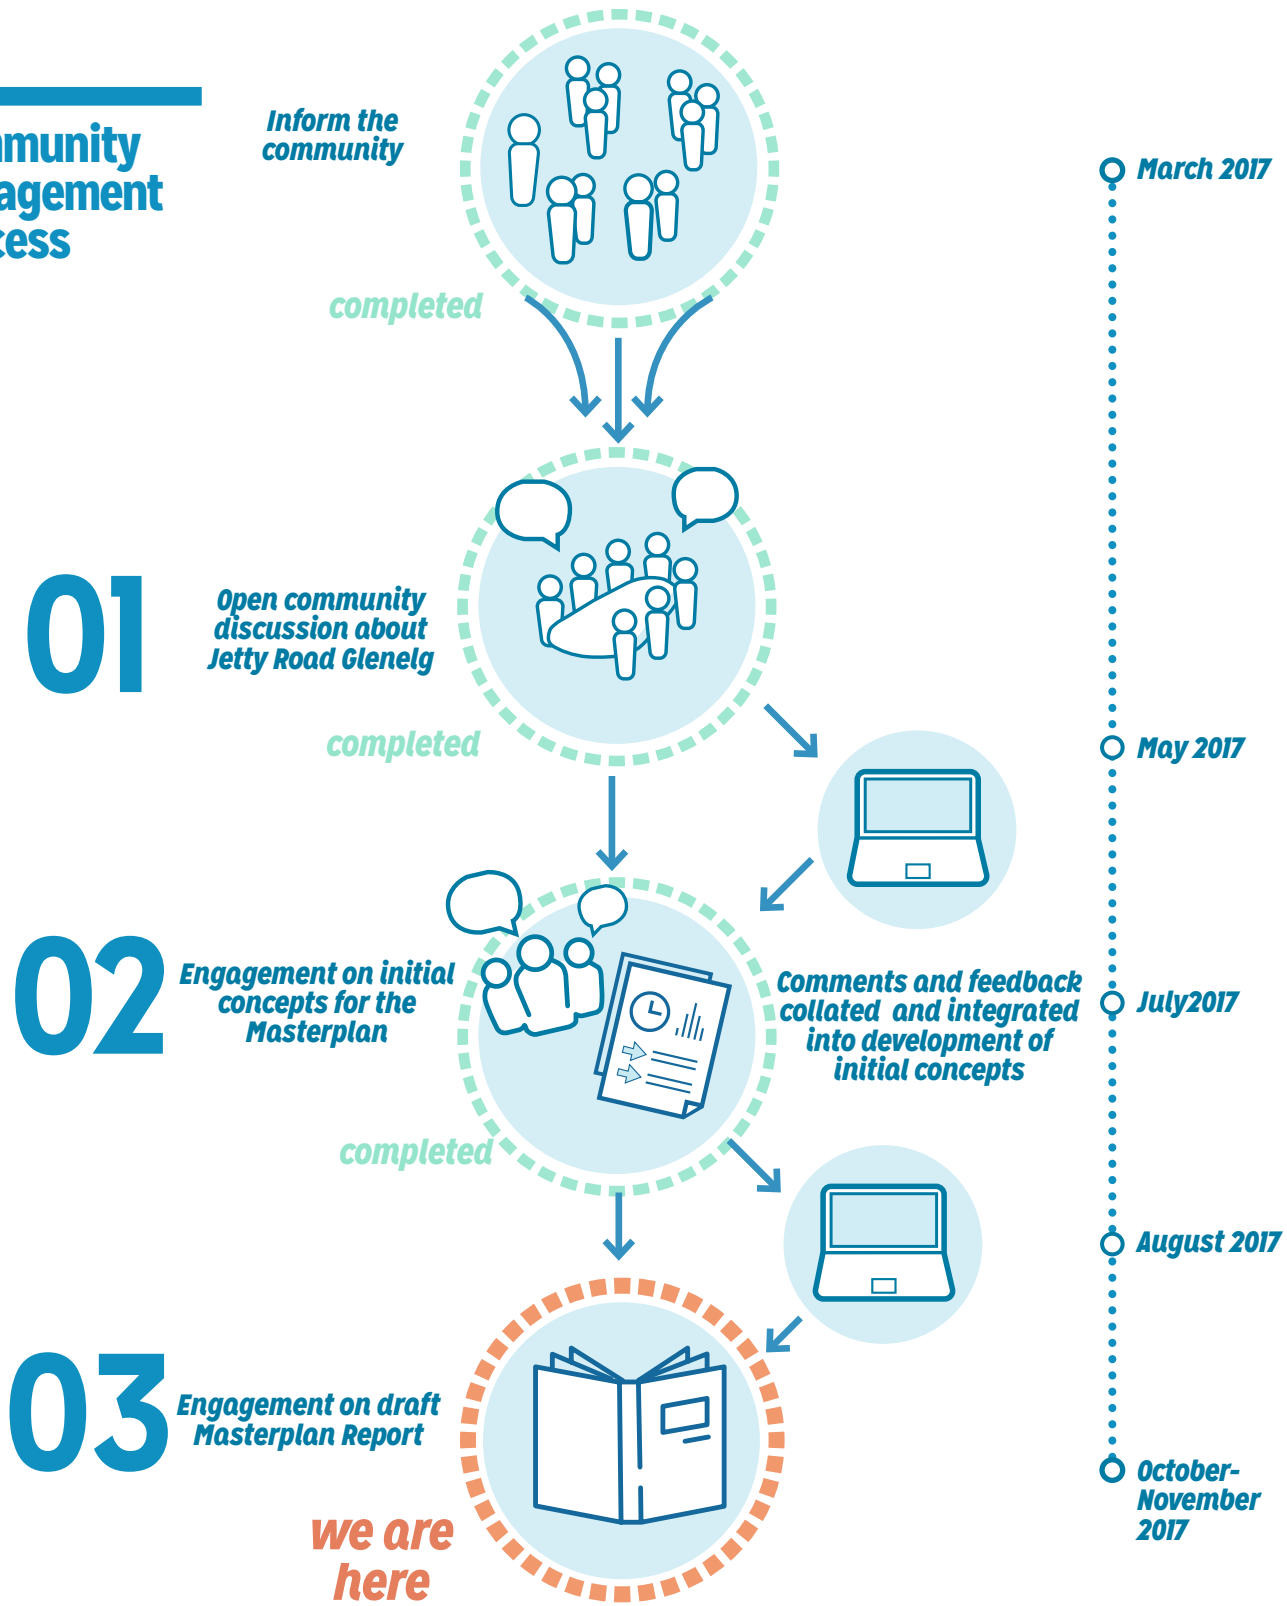 mmunity
agement
cess
Inform the
community
completed
March 2017
01
Open community
discussion about
Jetty Road Glenelg
completed
May 2017
02
Engagement on initial
concepts for the
Masterplan
Comments and feedback
collated and integrated
into development of
initial concepts
July2017
completed
August 2017
03
Engagement on draft
Masterplan Report
we are
here
October-
November
2017